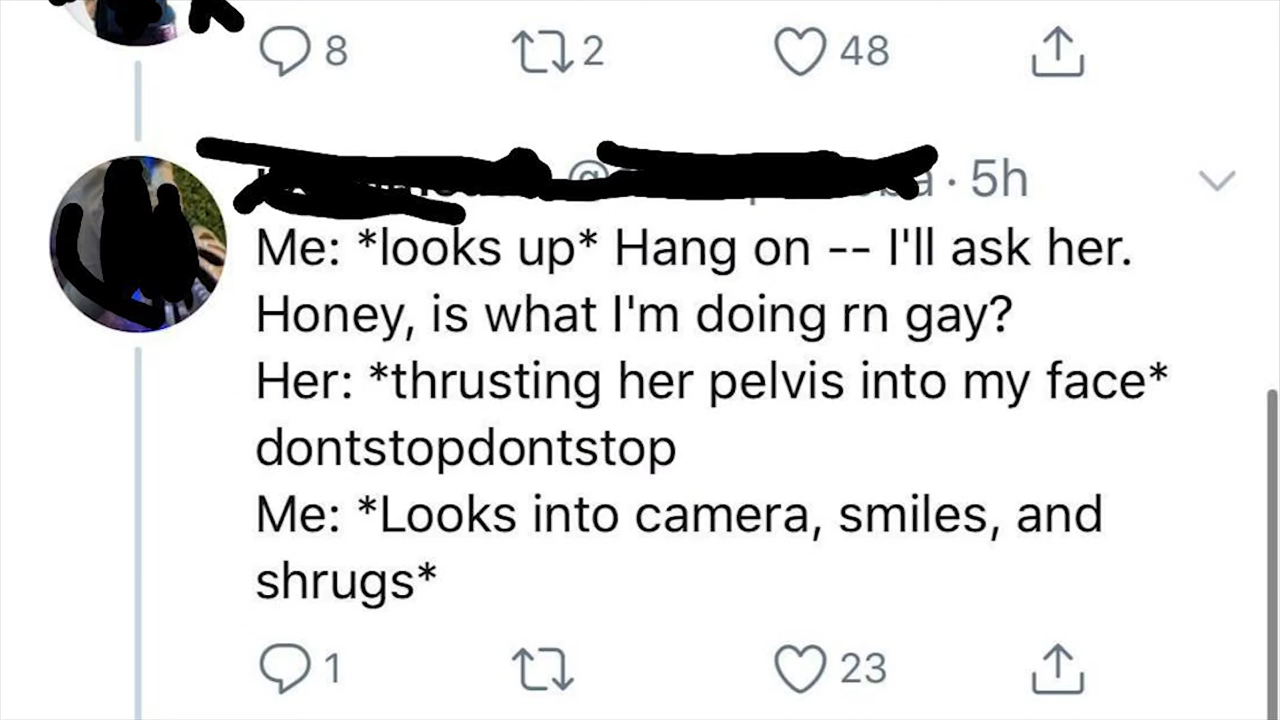 8 2 48
@ · 5h
Me: *looks up* Hang on -- I'll ask her.
Honey, is what I'm doing rn gay?
Her: *thrusting her pelvis into my face*
dontstopdontstop
Me: *Looks into camera, smiles, and
shrugs*
1 23